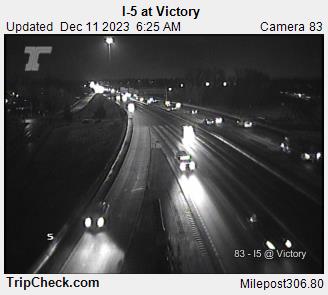 I-5 at Victory
Updated Dec 11 2023 6:25 AM Camera 83
T
S
83 - I5 @ Victory
TripCheck.com Milepost306.80